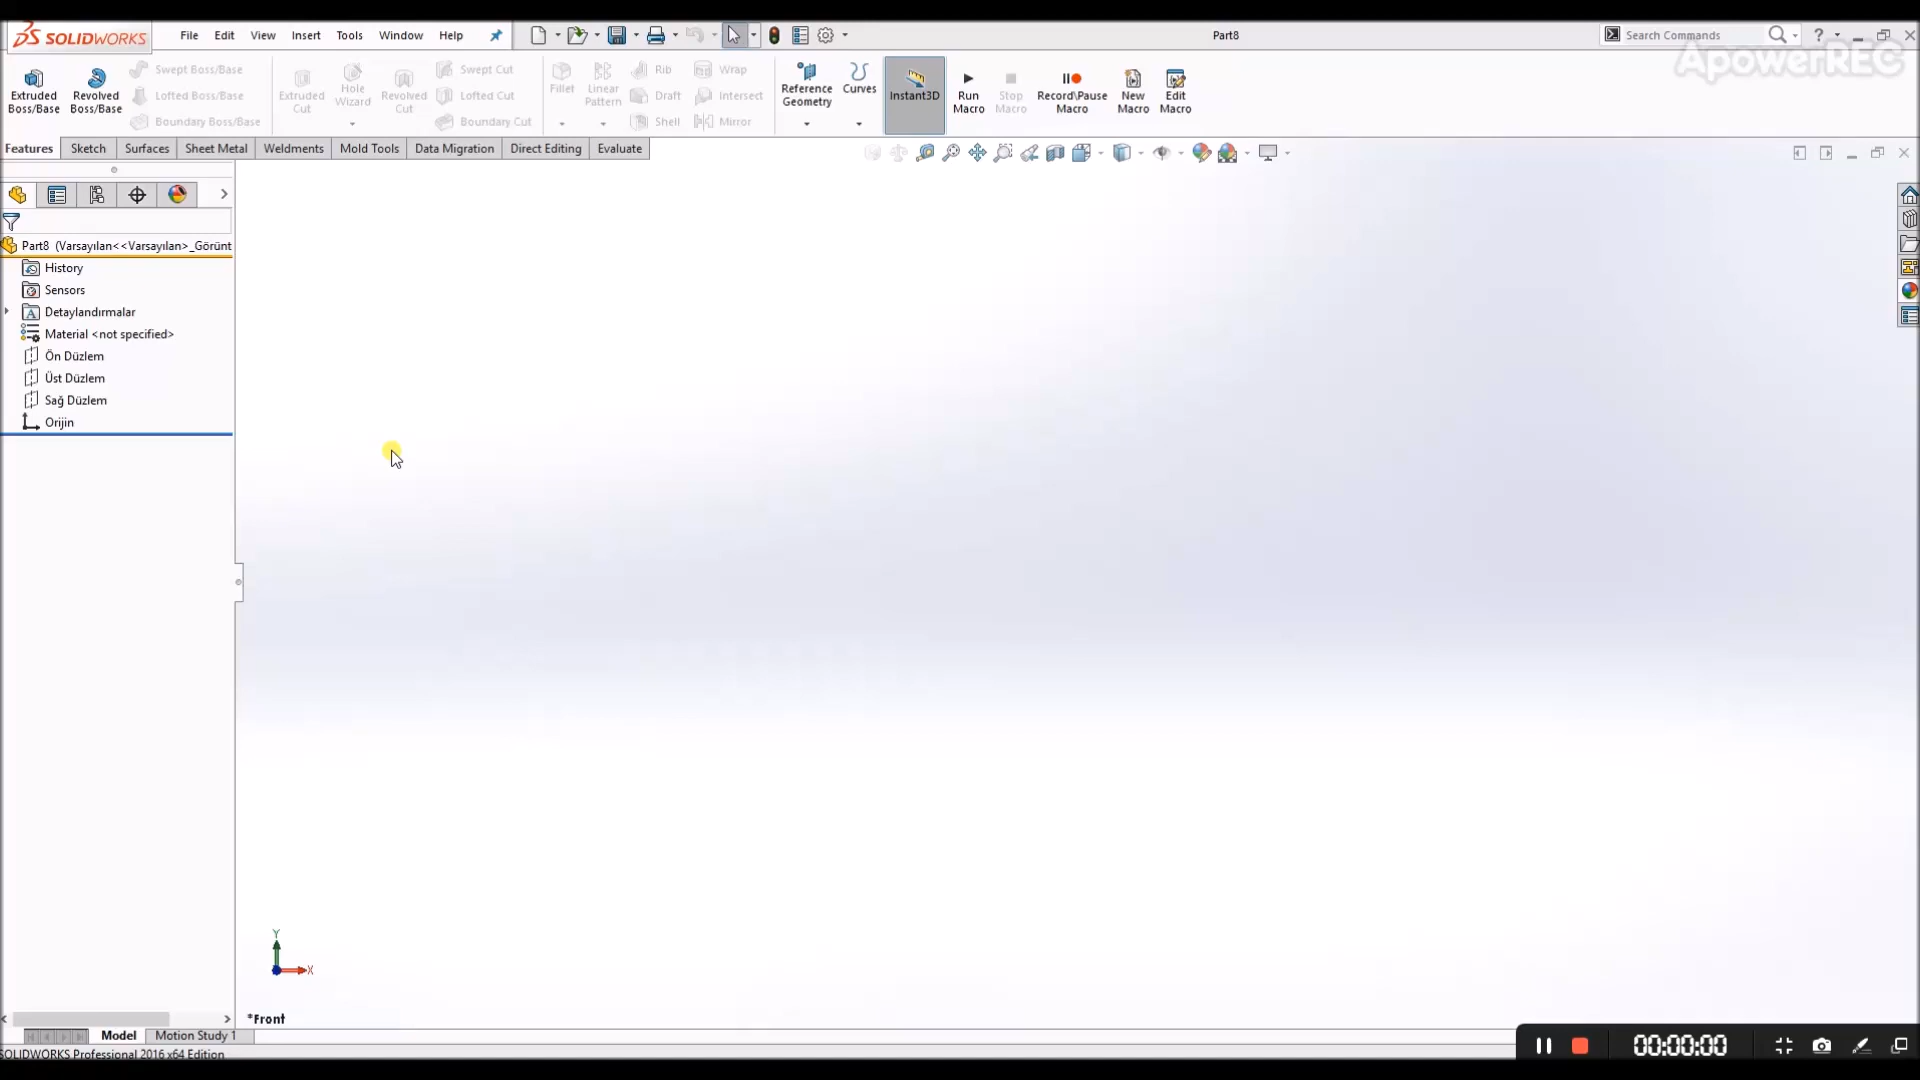 SOLIDWORKS File Edit View Insert Tools Window Help Part8 Search Commands
ApowerREC
Extruded Boss/Base
Revolved Boss/Base
Swept Boss/Base
Lofted Boss/Base
Boundary Boss/Base
Extruded Cut
Hole Wizard
Revolved Cut
Swept Cut
Lofted Cut
Boundary Cut
Fillet
Linear Pattern
Rib
Draft
Shell
Wrap
Intersect
Mirror
Reference Geometry
Curves
Instant3D
Run Macro
Stop Macro
Record\Pause Macro
New Macro
Edit Macro
Features Sketch Surfaces Sheet Metal Weldments Mold Tools Data Migration Direct Editing Evaluate
Part8 (Varsayılan<<Varsayılan>_Görünt
History
Sensors
Detaylandırmalar
Material <not specified>
Ön Düzlem
Üst Düzlem
Sağ Düzlem
Orijin
Y
X
*Front
Model Motion Study 1
SOLIDWORKS Professional 2016 x64 Edition
00:00:00